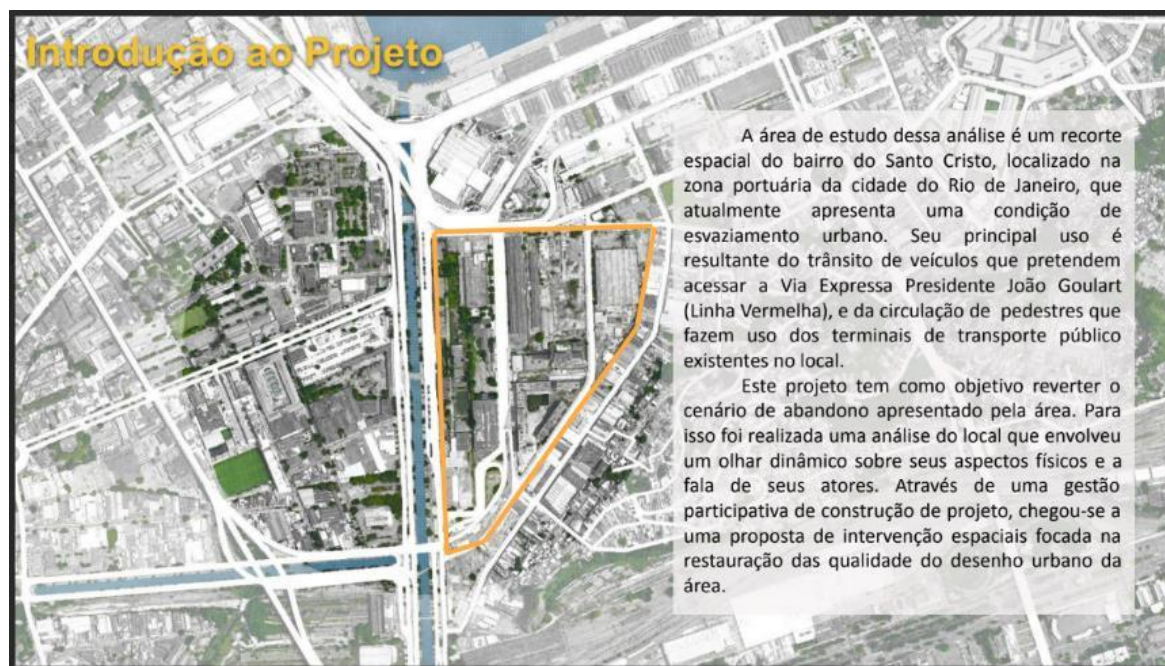 Introdução ao Projeto
A área de estudo dessa análise é um recorte
espacial do bairro do Santo Cristo, localizado na
zona portuária da cidade do Rio de Janeiro, que
atualmente apresenta uma condição de
esvaziamento urbano. Seu principal uso é
resultante do trânsito de veículos que pretendem
acessar a Via Expressa Presidente João Goulart
(Linha Vermelha), e da circulação de pedestres que
fazem uso dos terminais de transporte público
existentes no local.
Este projeto tem como objetivo reverter o
cenário de abandono apresentado pela área. Para
isso foi realizada uma análise do local que envolveu
um olhar dinâmico sobre seus aspectos físicos e a
fala de seus atores. Através de uma gestão
participativa de construção de projeto, chegou-se a
uma proposta de intervenção espaciais focada na
restauração das qualidade do desenho urbano da
área.